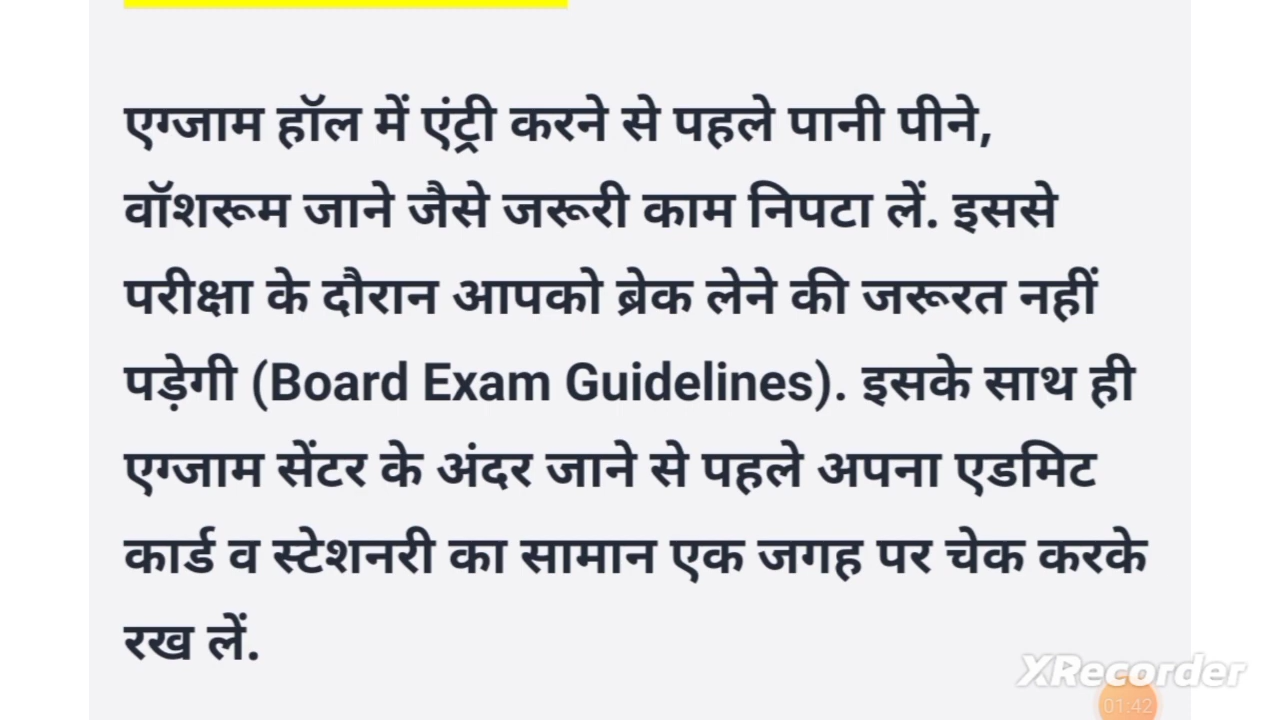 एग्जाम हॉल में एंट्री करने से पहले पानी पीने,
वॉशरूम जाने जैसे जरूरी काम निपटा लें. इससे
परीक्षा के दौरान आपको ब्रेक लेने की जरूरत नहीं
पड़ेगी (Board Exam Guidelines). इसके साथ ही
एग्जाम सेंटर के अंदर जाने से पहले अपना एडमिट
कार्ड व स्टेशनरी का सामान एक जगह पर चेक करके
रख लें.
XRecorder
01:42